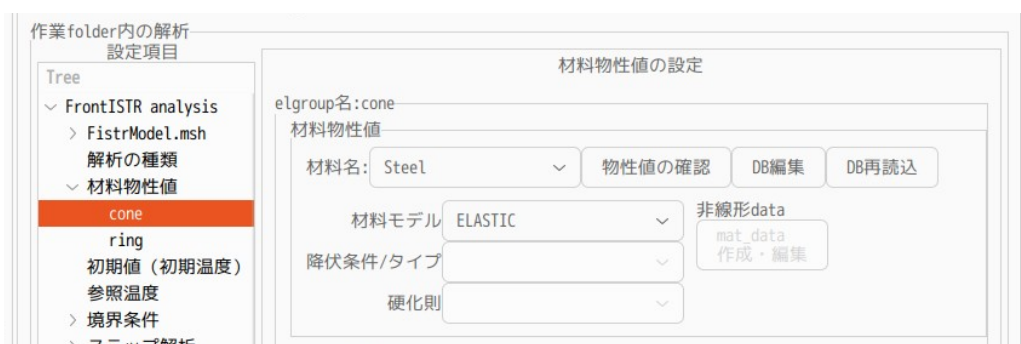 作業folder内の解析
設定項目
Tree
FrontISTR analysis
FistrModel.msh
解析の種類
材料物性値
cone
ring
初期値（初期温度）
参照温度
境界条件
ステップ解析
材料物性値の設定
elgroup名:cone
材料物性値
材料名: Steel 物性値の確認 DB編集 DB再読込
材料モデル ELASTIC
非線形data
mat_data
作成・編集
降伏条件/タイプ
硬化則